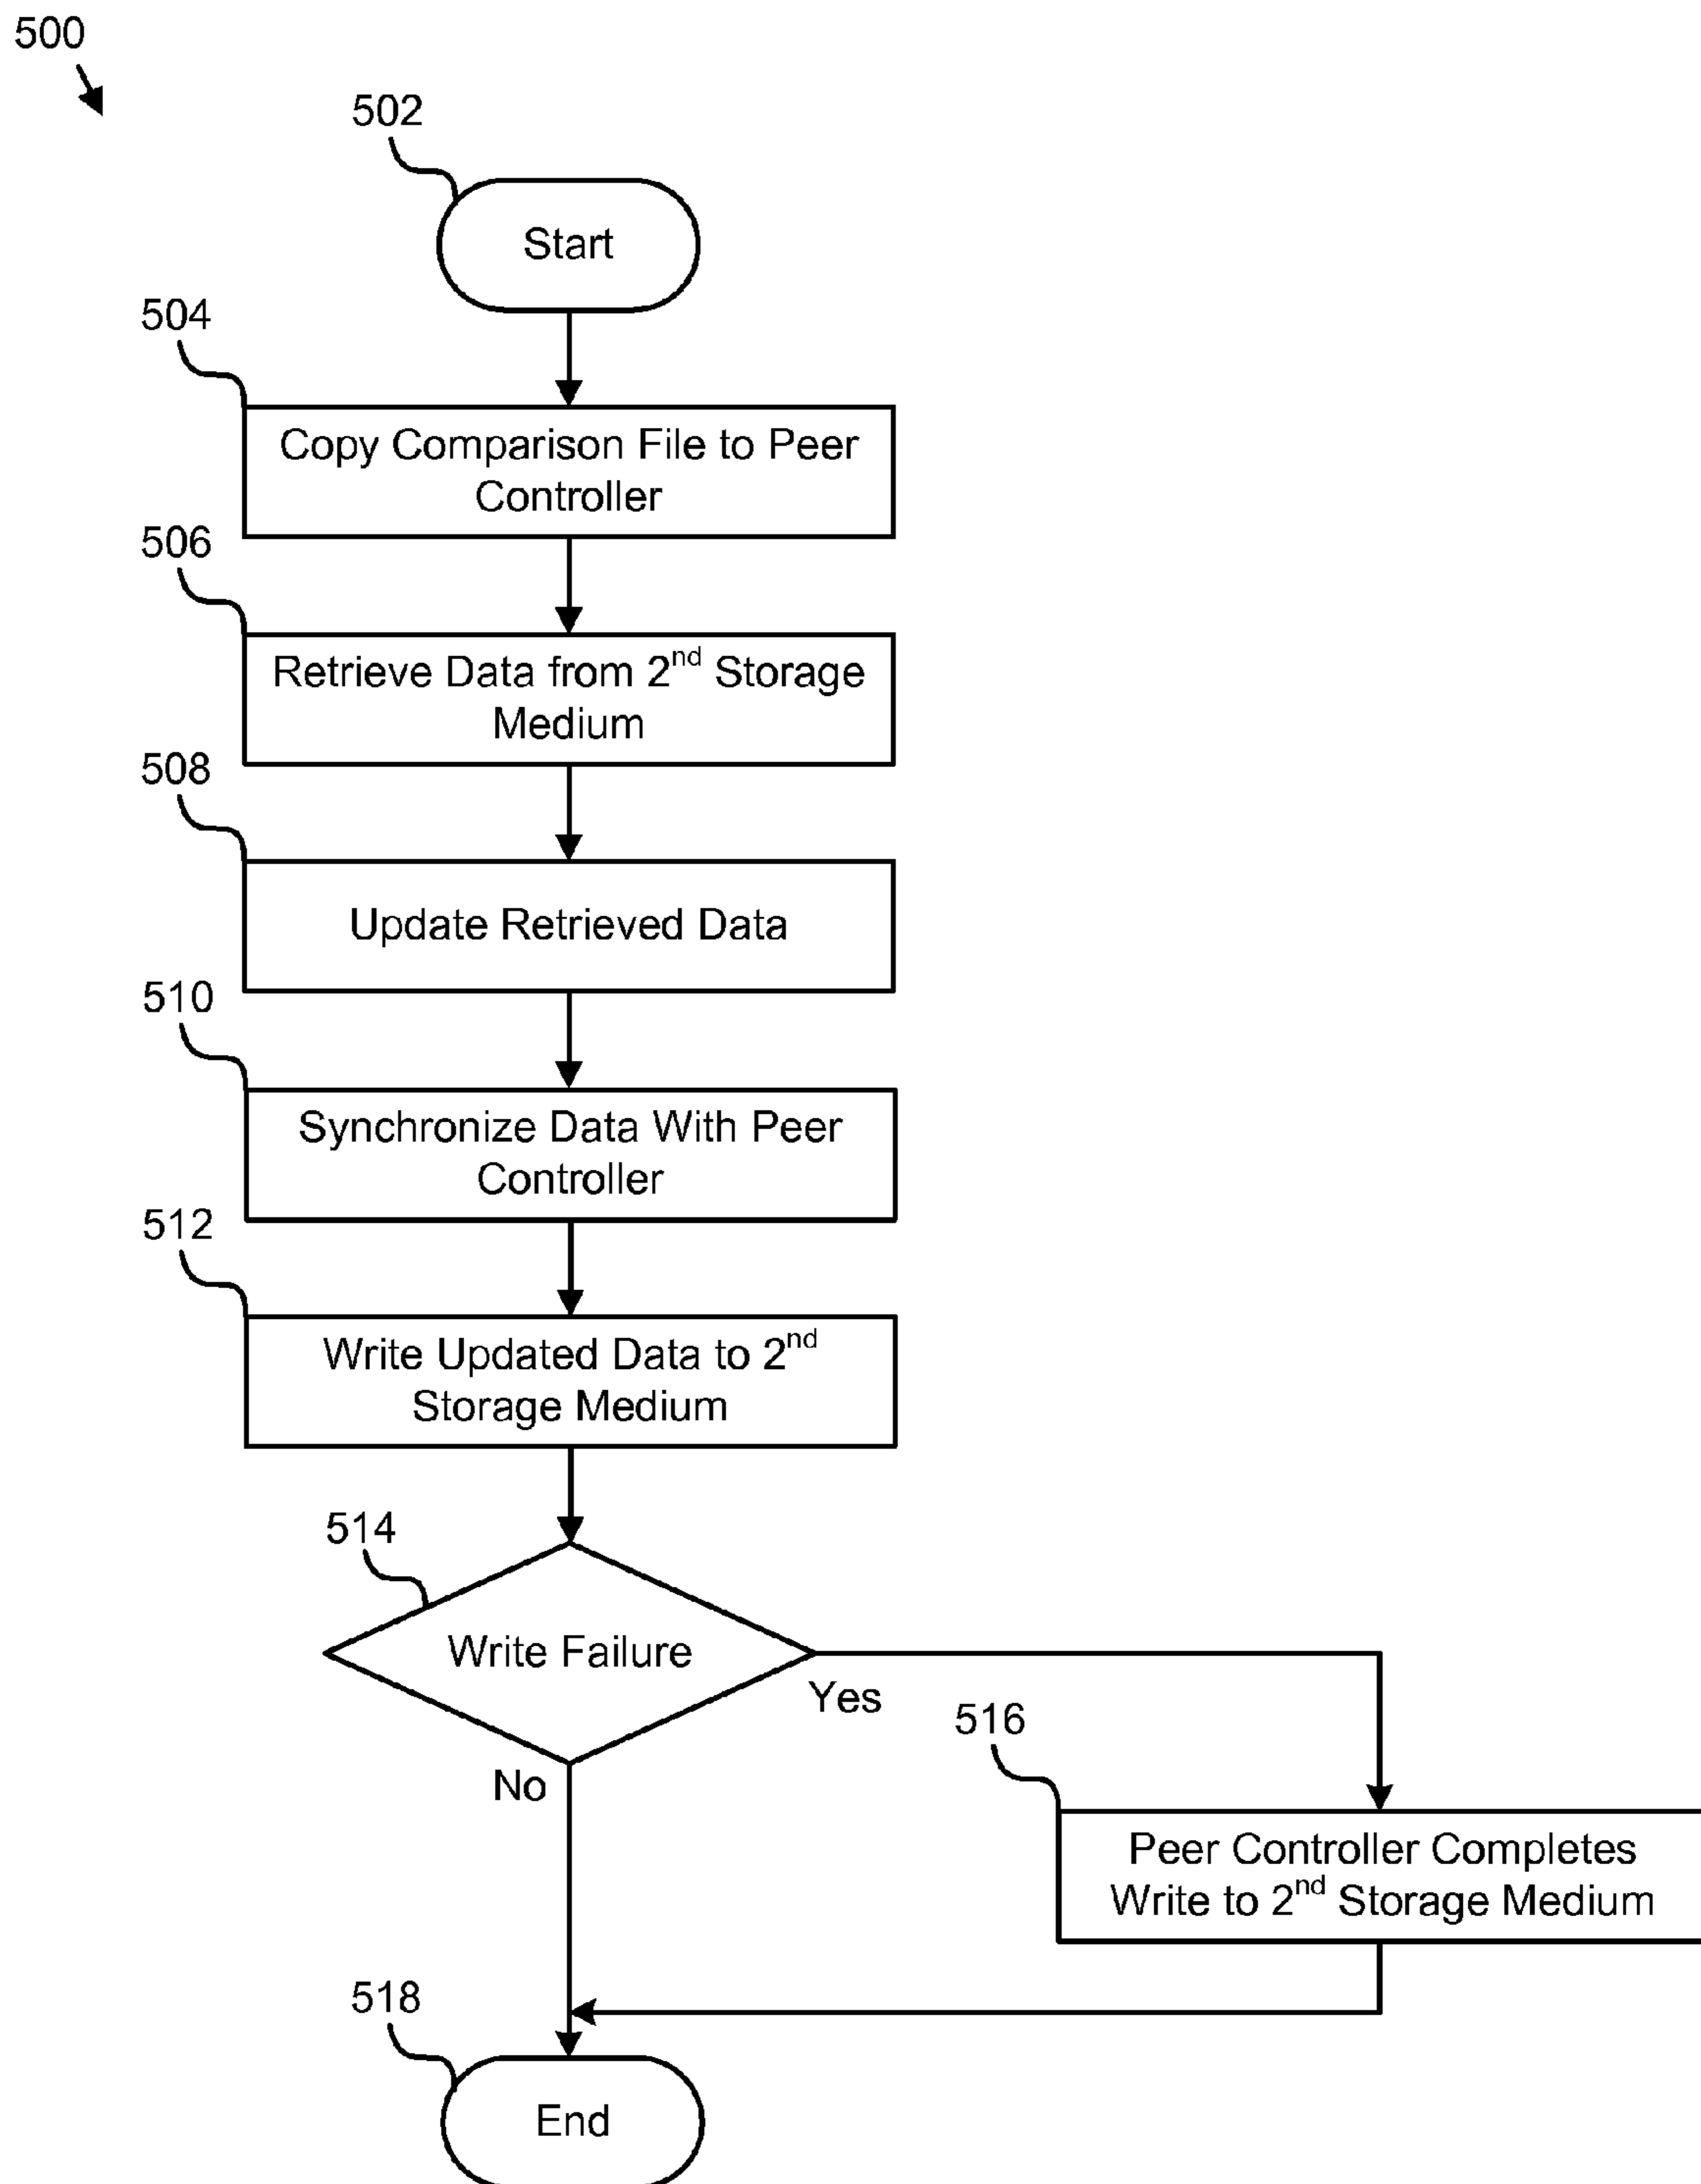 500
502
Start
504
Copy Comparison File to Peer
Controller
506
Retrieve Data from 2nd Storage
Medium
508
Update Retrieved Data
510
Synchronize Data With Peer
Controller
512
Write Updated Data to 2nd
Storage Medium
514
Write Failure
Yes
No
516
Peer Controller Completes
Write to 2nd Storage Medium
518
End